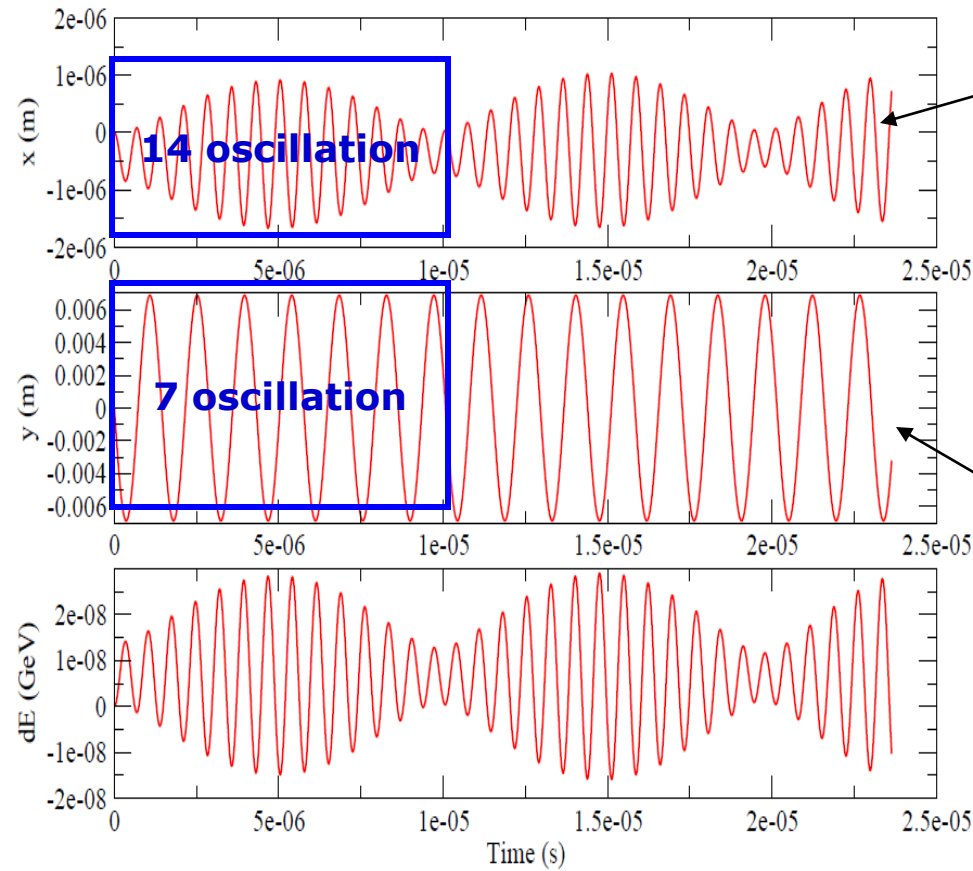 2e-06
1e-06
0
-1e-06
-2e-06
x (m)
14 oscillation
0 5e-06 1e-05 1.5e-05 2e-05 2.5e-05
0.006
0.004
0.002
0
-0.002
-0.004
-0.006
y (m)
7 oscillation
0 5e-06 1e-05 1.5e-05 2e-05 2.5e-05
2e-08
1e-08
0
-1e-08
-2e-08
dE (GeV)
0 5e-06 1e-05 1.5e-05 2e-05 2.5e-05
Time (s)